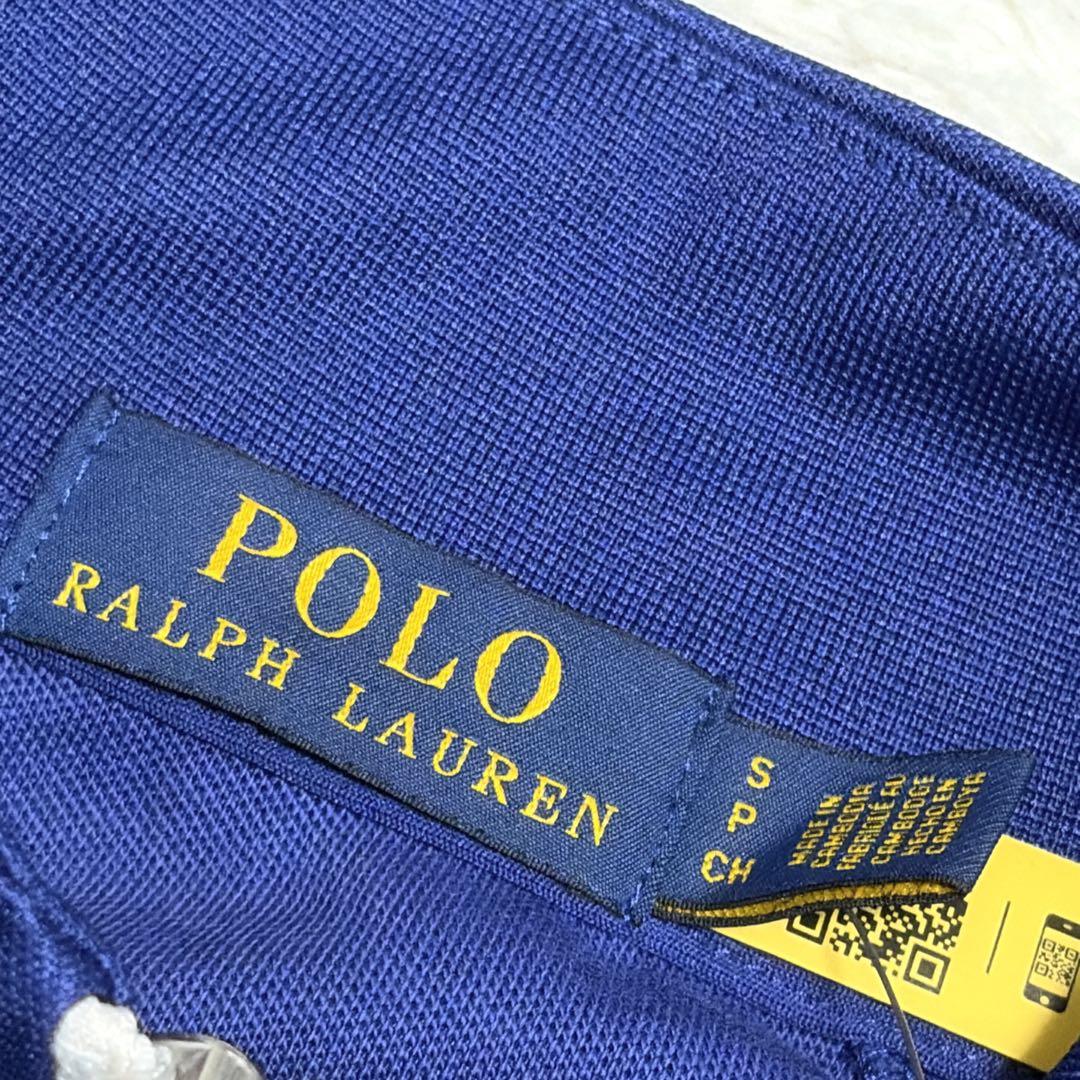 POLO
RALPH LAUREN
S
P
CH
MADE IN
CAMBODIA
FABRIQUÉ AU
CAMBODGE
HECHO EN
CAMBOYA